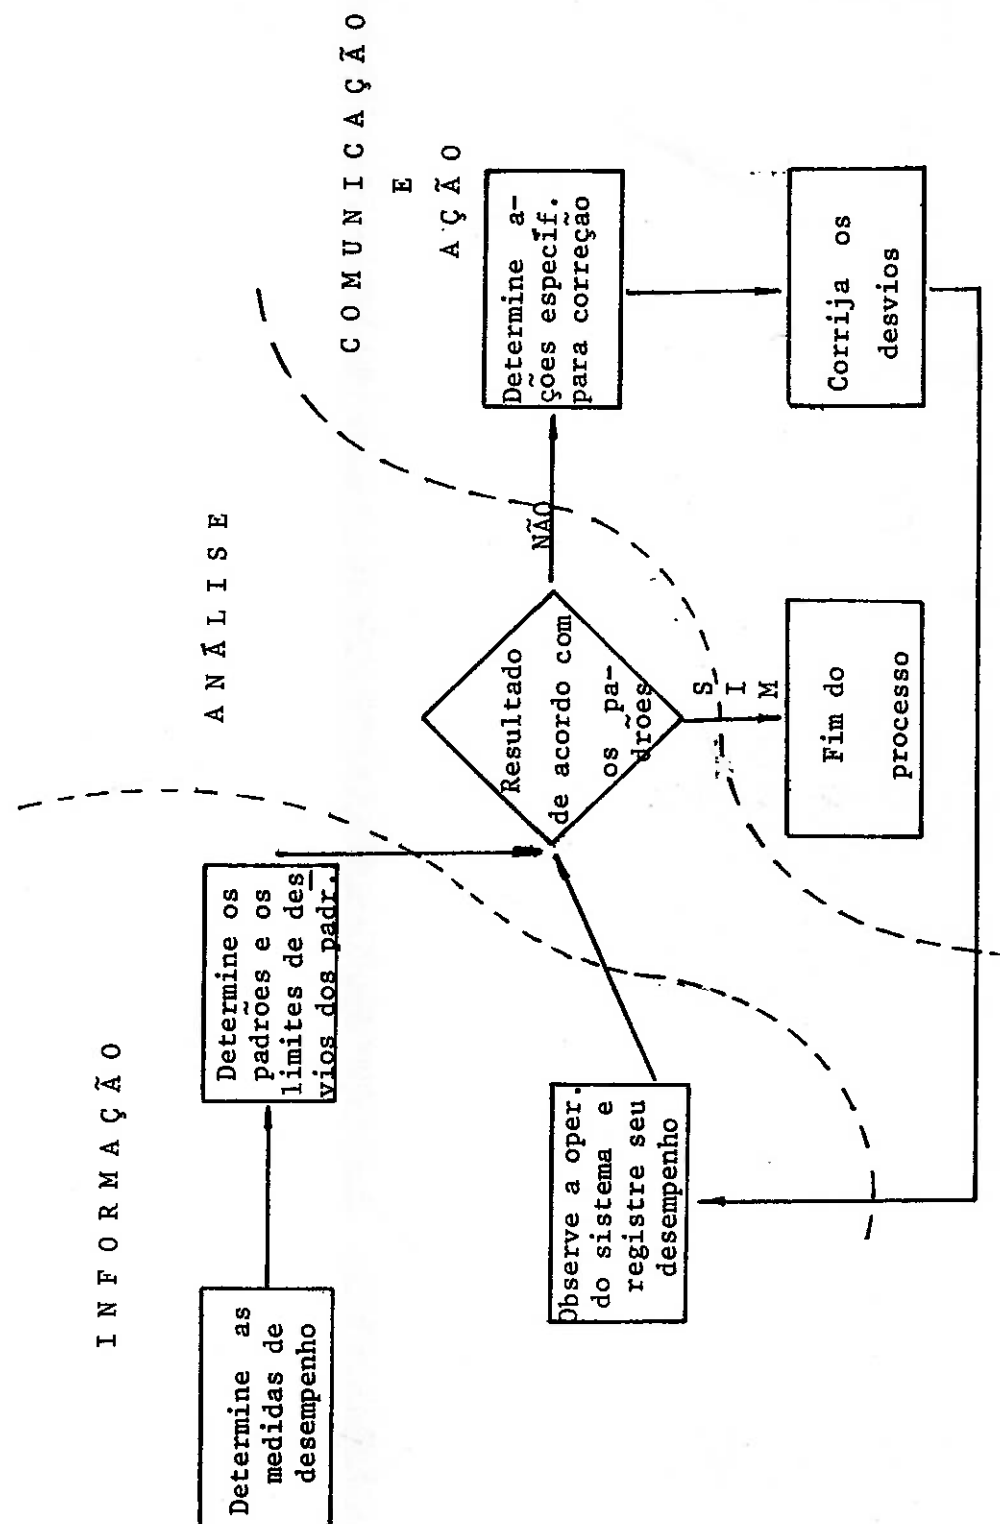 INFORMAÇÃO
ANÁLISE
COMUNICAÇÃO
E
AÇÃO
Determine as
medidas de
desempenho
Determine os
padrões e os
limites de des
vios dos padr.
Observe a oper.
do sistema e
registre seu
desempenho
Resultado
de acordo com
os pa-
drões
NÃO
SIM
Determine a-
ções específ.
para correção
Corrija os
desvios
Fim do
processo